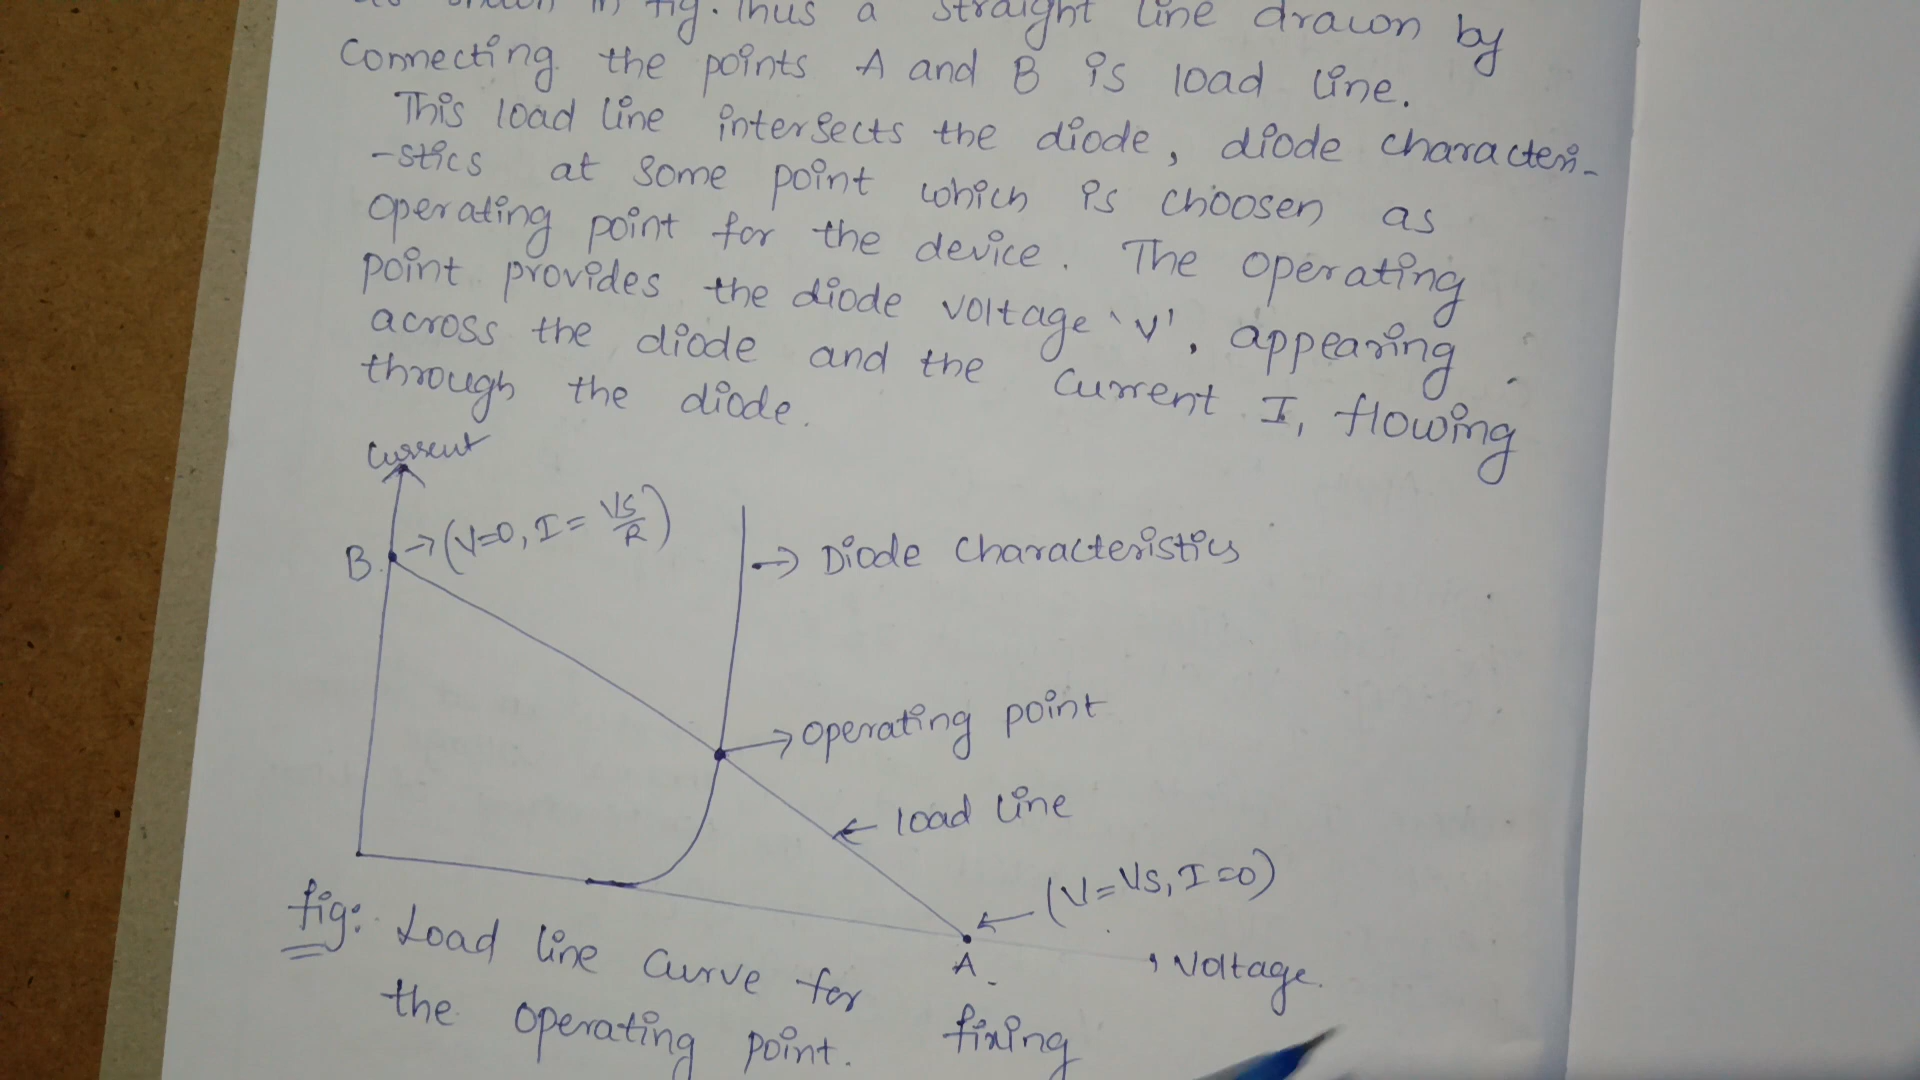 in fig. Thus a straight line drawn by
Connecting the points A and B is load line.
This load line intersects the diode, diode characteri-
-stics at some point which is choosen as
operating point for the device. The operating
point provides the diode voltage 'V', appearing
across the diode and the current I, flowing
through the diode.
Current
B → (V=0, I = VS/R)
→ Diode characteristics
→ operating point
← load line
← (V=VS, I=0)
A
Voltage
fig: Load line curve for fixing
the operating point.